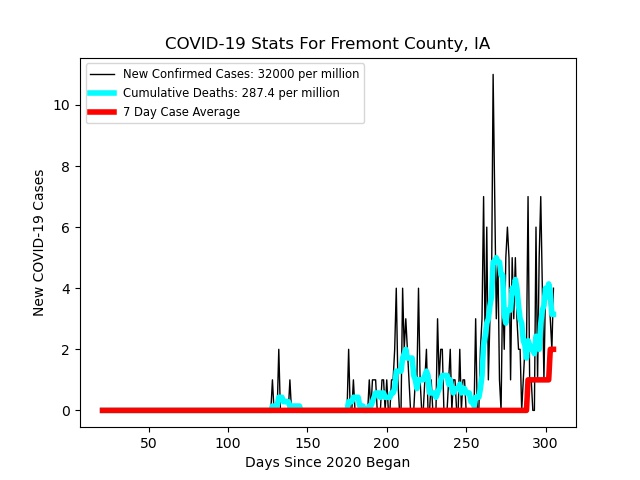 COVID-19 Stats For Fremont County, IA
New Confirmed Cases: 32000 per million
Cumulative Deaths: 287.4 per million
7 Day Case Average
New COVID-19 Cases
10
8
6
4
2
0
50 100 150 200 250 300
Days Since 2020 Began